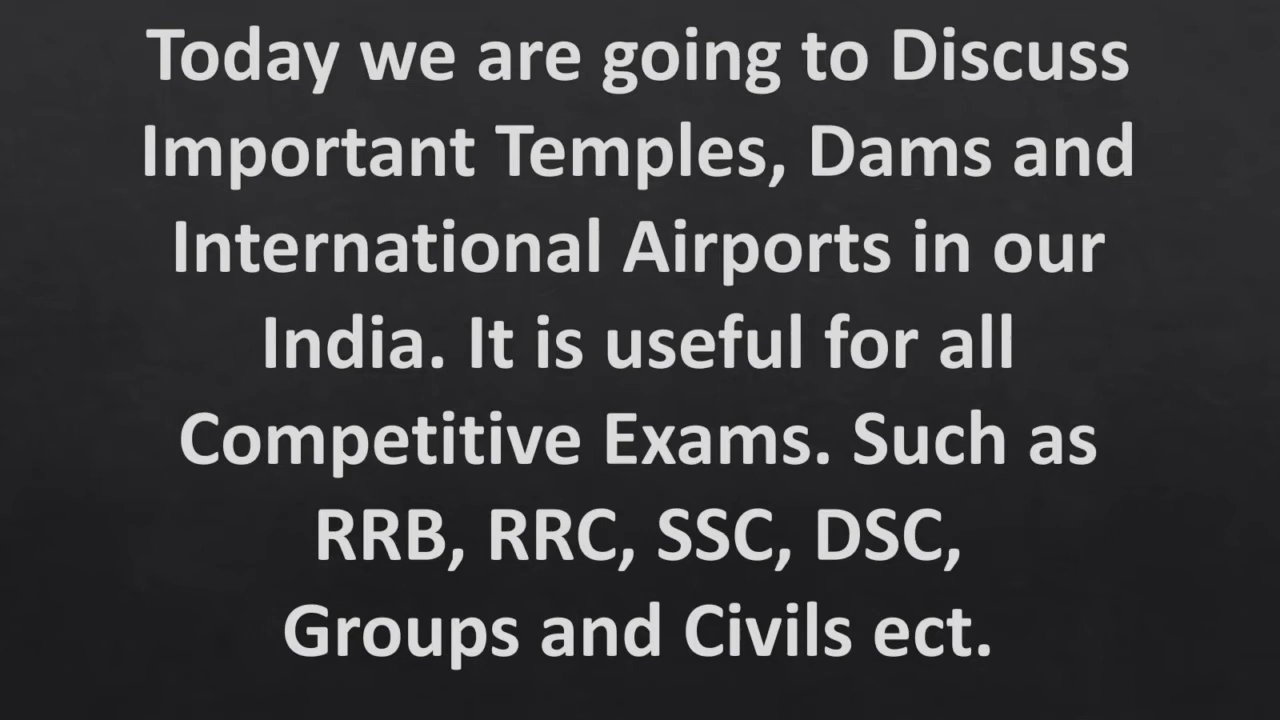 Today we are going to Discuss
Important Temples, Dams and
International Airports in our
India. It is useful for all
Competitive Exams. Such as
RRB, RRC, SSC, DSC,
Groups and Civils ect.